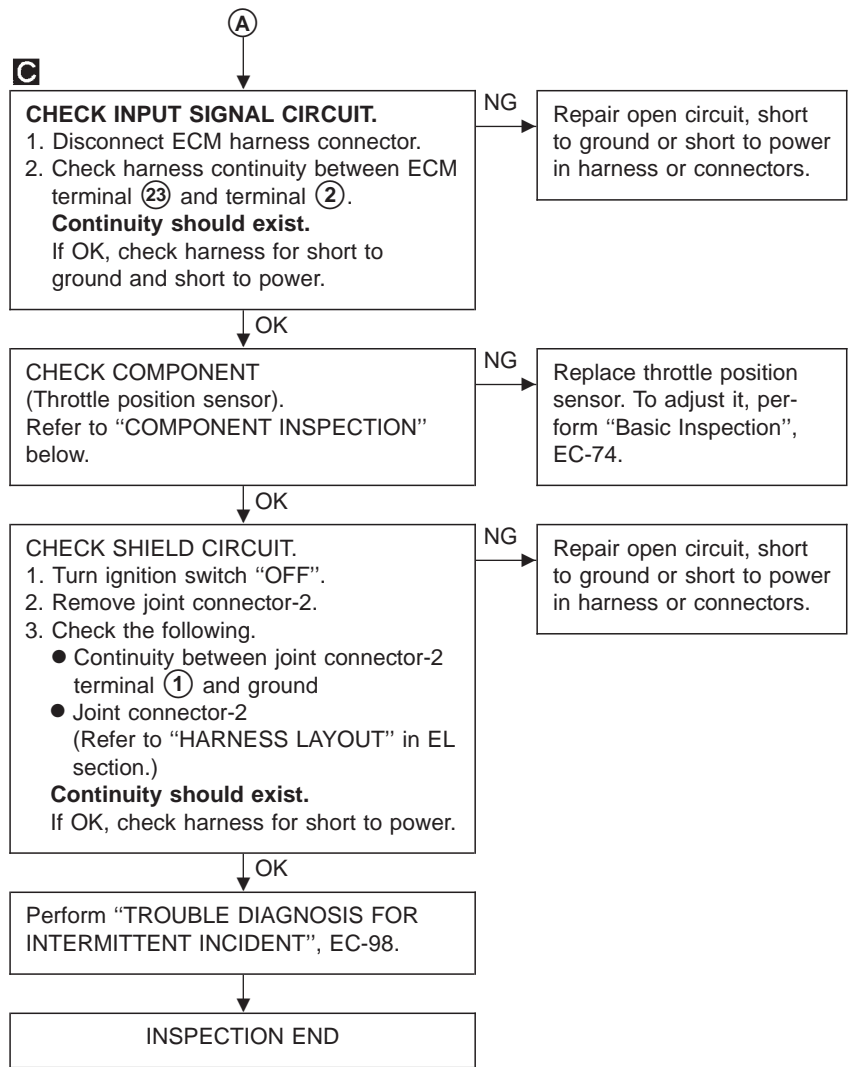 A
C
CHECK INPUT SIGNAL CIRCUIT.
1. Disconnect ECM harness connector.
2. Check harness continuity between ECM
terminal 23 and terminal 2.
Continuity should exist.
If OK, check harness for short to
ground and short to power.
NG
Repair open circuit, short
to ground or short to power
in harness or connectors.
OK
CHECK COMPONENT
(Throttle position sensor).
Refer to “COMPONENT INSPECTION’’
below.
NG
Replace throttle position
sensor. To adjust it, per-
form “Basic Inspection’’,
EC-74.
OK
CHECK SHIELD CIRCUIT.
1. Turn ignition switch “OFF’’.
2. Remove joint connector-2.
3. Check the following.
● Continuity between joint connector-2
terminal 1 and ground
● Joint connector-2
(Refer to “HARNESS LAYOUT’’ in EL
section.)
Continuity should exist.
If OK, check harness for short to power.
NG
Repair open circuit, short
to ground or short to power
in harness or connectors.
OK
Perform “TROUBLE DIAGNOSIS FOR
INTERMITTENT INCIDENT’’, EC-98.
INSPECTION END